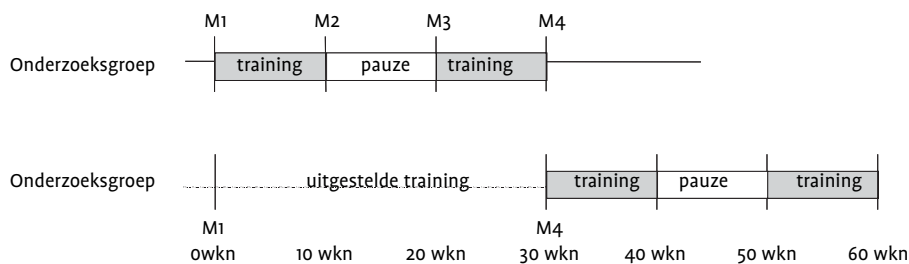 M1 M2 M3 M4
Onderzoeksgroep training pauze training
Onderzoeksgroep uitgestelde training training pauze training
M1 M4
0wkn 10 wkn 20 wkn 30 wkn 40 wkn 50 wkn 60 wkn